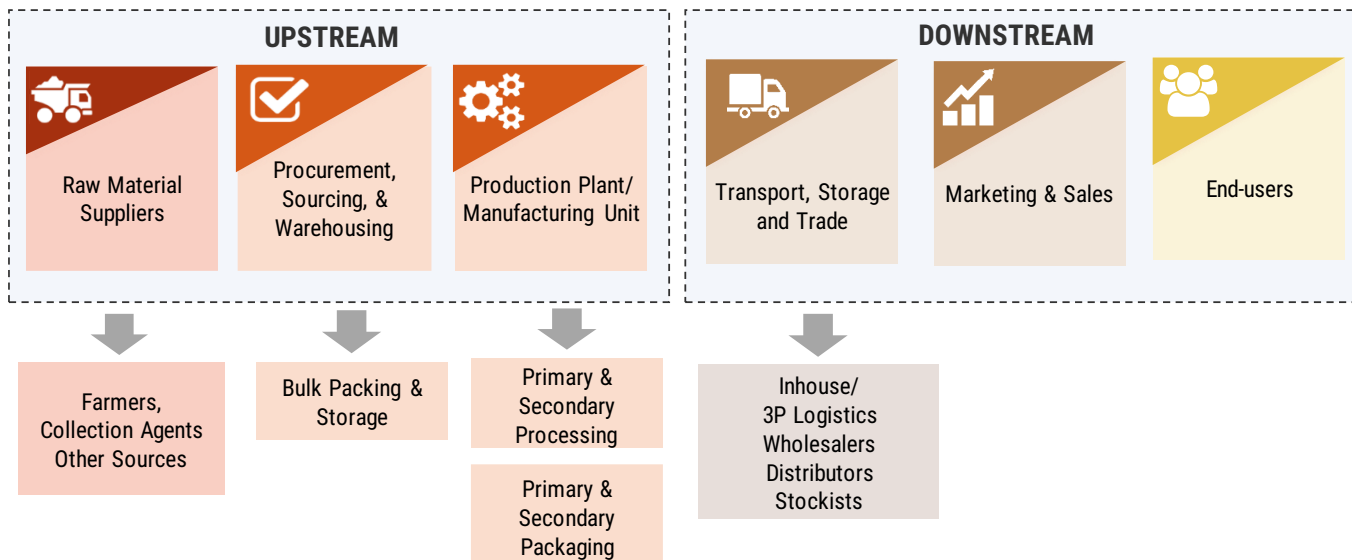 UPSTREAM
Raw Material
Suppliers
Procurement,
Sourcing, &
Warehousing
Production Plant/
Manufacturing Unit
DOWNSTREAM
Transport, Storage
and Trade
Marketing & Sales
End-users
Farmers,
Collection Agents
Other Sources
Bulk Packing &
Storage
Primary &
Secondary
Processing
Primary &
Secondary
Packaging
Inhouse/
3P Logistics
Wholesalers
Distributors
Stockists